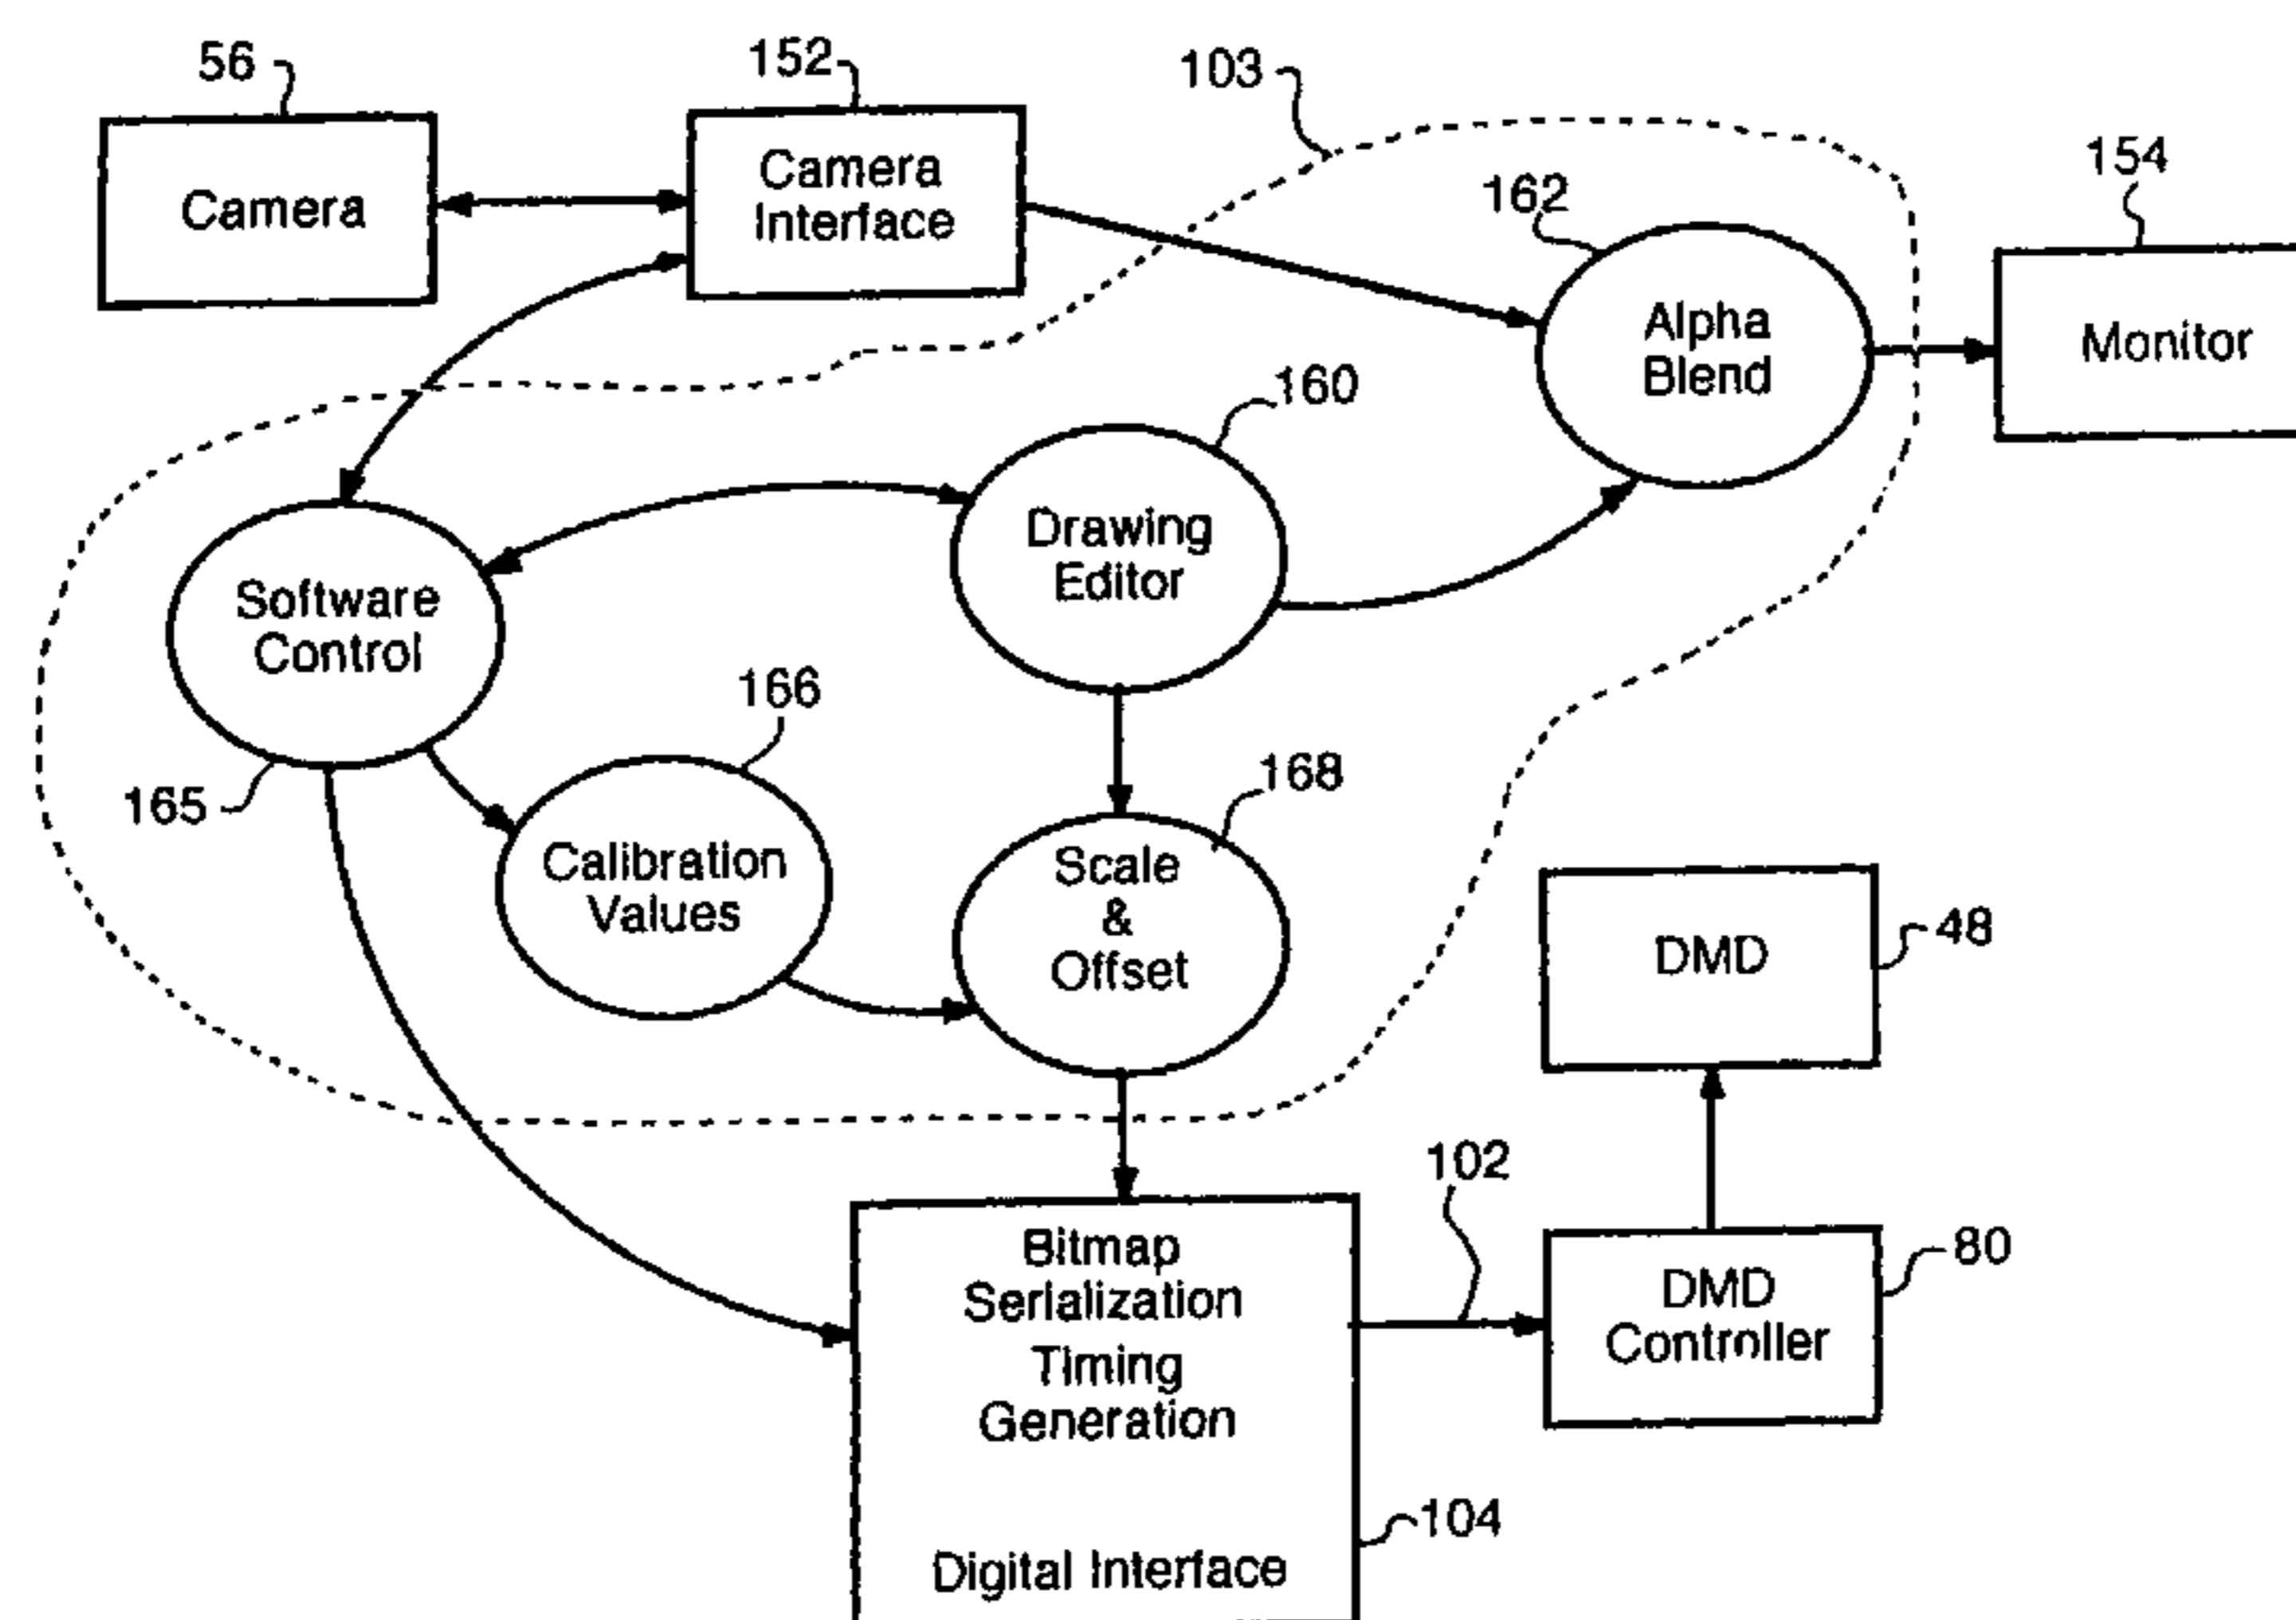 56
152
103
154
Camera
Camera
Interface
162
Alpha
Blend
Monitor
160
Drawing
Editor
Software
Control
166
165
168
Calibration
Values
Scale
&
Offset
DMD
48
102
Bitmap
Serialization
Timing
Generation
DMD
Controller
80
104
Digital Interface